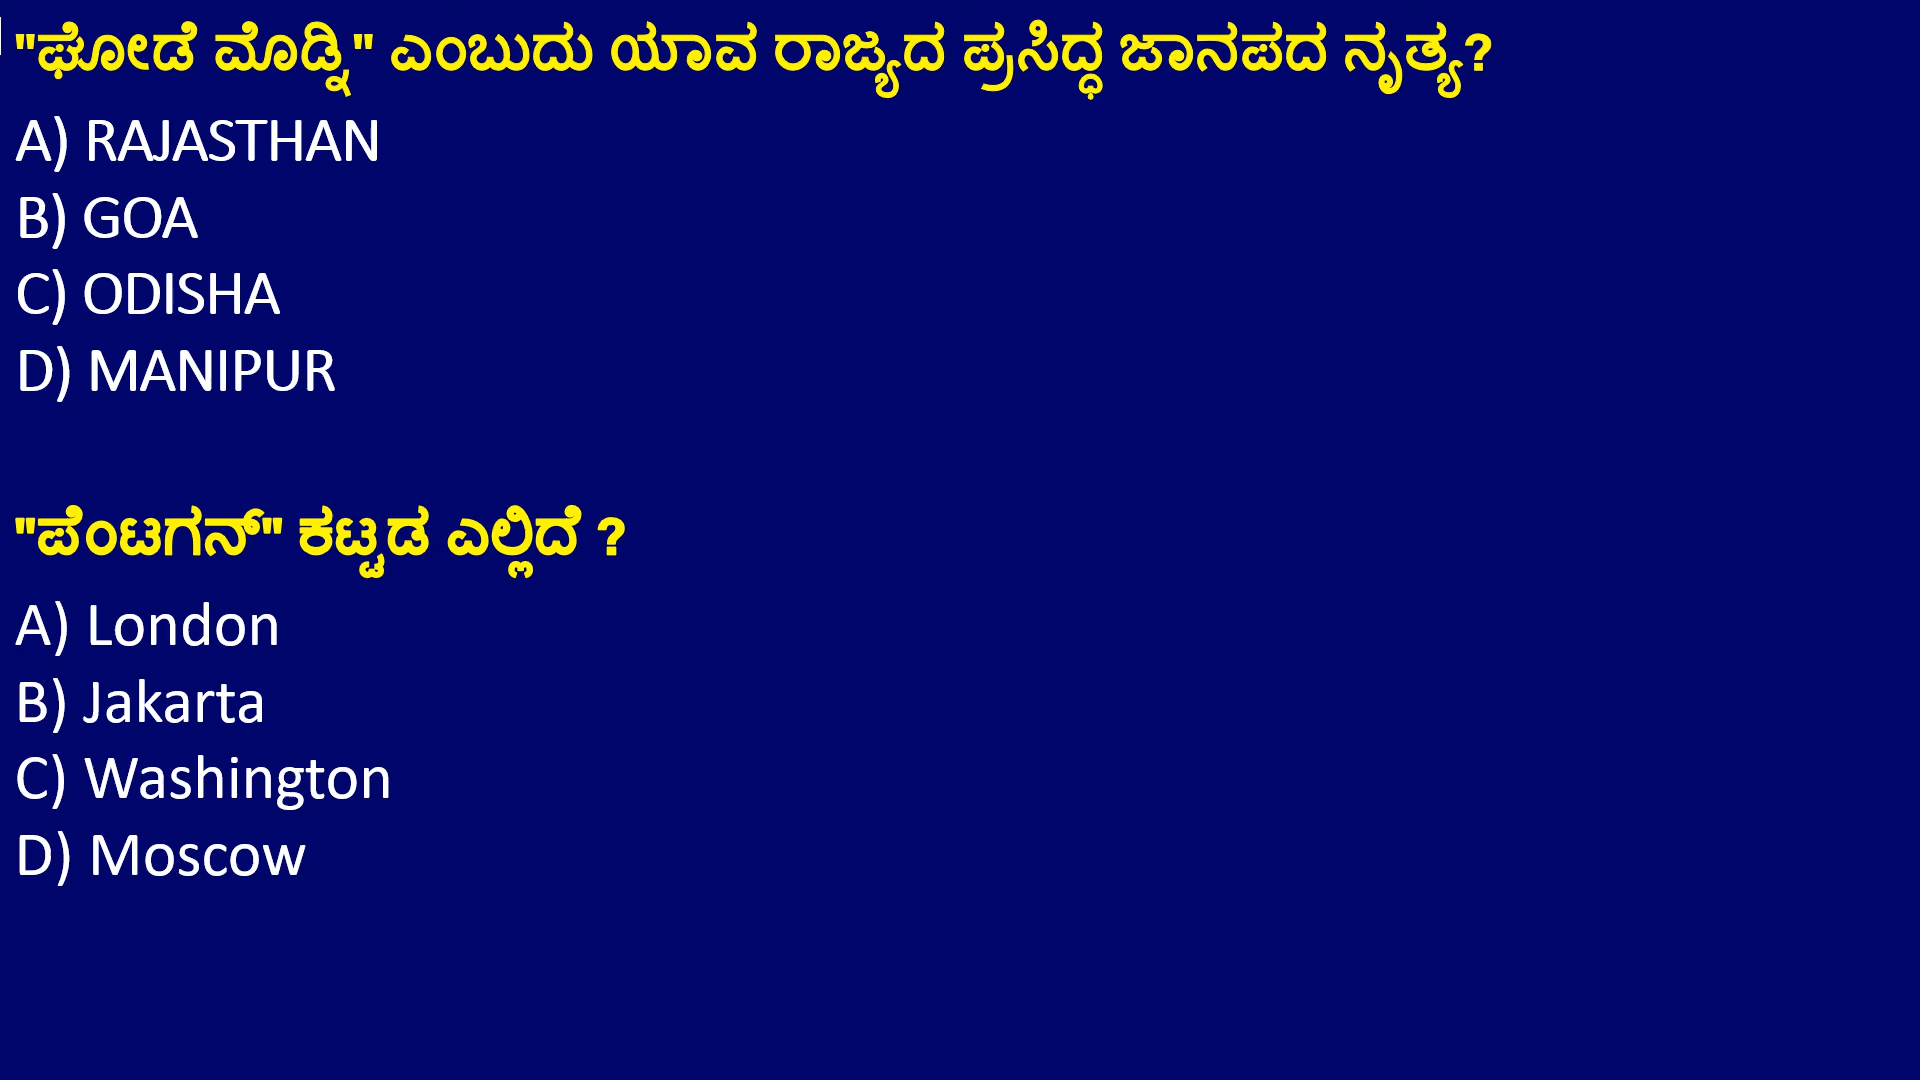 "ಘೋಡೆ ಮೊಡ್ನಿ" ಎಂಬುದು ಯಾವ ರಾಜ್ಯದ ಪ್ರಸಿದ್ಧ ಜಾನಪದ ನೃತ್ಯ?
A) RAJASTHAN
B) GOA
C) ODISHA
D) MANIPUR
"ಪೆಂಟಗನ್" ಕಟ್ಟಡ ಎಲ್ಲಿದೆ ?
A) London
B) Jakarta
C) Washington
D) Moscow